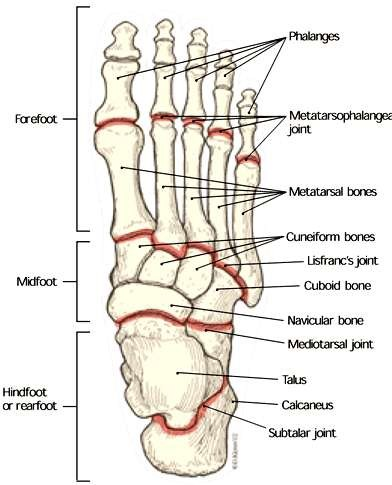 Phalanges
Forefoot
Metatarsophalangea
joint
Metatarsal bones
Cuneiform bones
Lisfranc's joint
Midfoot
Cuboid bone
Navicular bone
Mediotarsal joint
Talus
Hindfoot
or rearfoot
Calcaneus
Subtalar joint